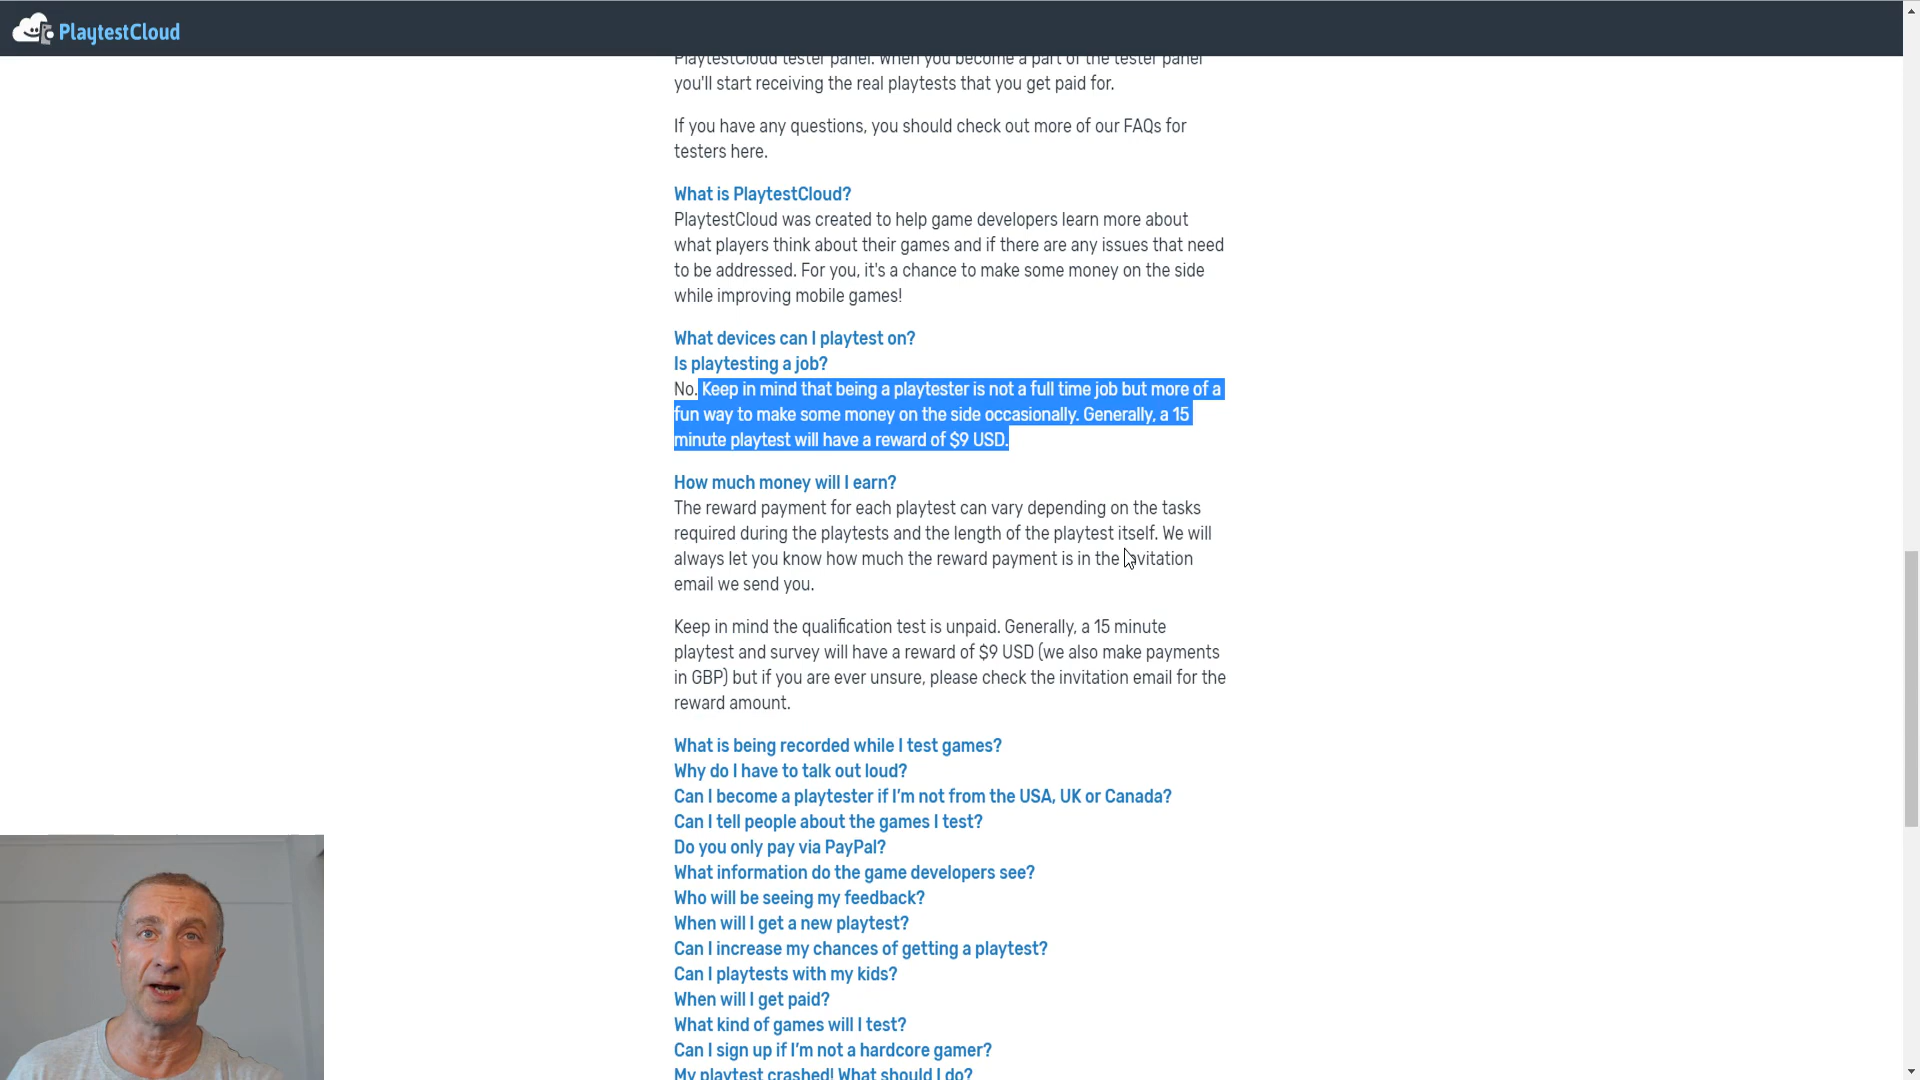 PlaytestCloud
PlaytestCloud tester panel. When you become a part of the tester panel
you'll start receiving the real playtests that you get paid for.
If you have any questions, you should check out more of our FAQs for
testers here.
What is PlaytestCloud?
PlaytestCloud was created to help game developers learn more about
what players think about their games and if there are any issues that need
to be addressed. For you, it's a chance to make some money on the side
while improving mobile games!
What devices can I playtest on?
Is playtesting a job?
No. Keep in mind that being a playtester is not a full time job but more of a
fun way to make some money on the side occasionally. Generally, a 15
minute playtest will have a reward of $9 USD.
How much money will I earn?
The reward payment for each playtest can vary depending on the tasks
required during the playtests and the length of the playtest itself. We will
always let you know how much the reward payment is in the invitation
email we send you.
Keep in mind the qualification test is unpaid. Generally, a 15 minute
playtest and survey will have a reward of $9 USD (we also make payments
in GBP) but if you are ever unsure, please check the invitation email for the
reward amount.
What is being recorded while I test games?
Why do I have to talk out loud?
Can I become a playtester if I'm not from the USA, UK or Canada?
Can I tell people about the games I test?
Do you only pay via PayPal?
What information do the game developers see?
Who will be seeing my feedback?
When will I get a new playtest?
Can I increase my chances of getting a playtest?
Can I playtests with my kids?
When will I get paid?
What kind of games will I test?
Can I sign up if I'm not a hardcore gamer?
My playtest crashed! What should I do?